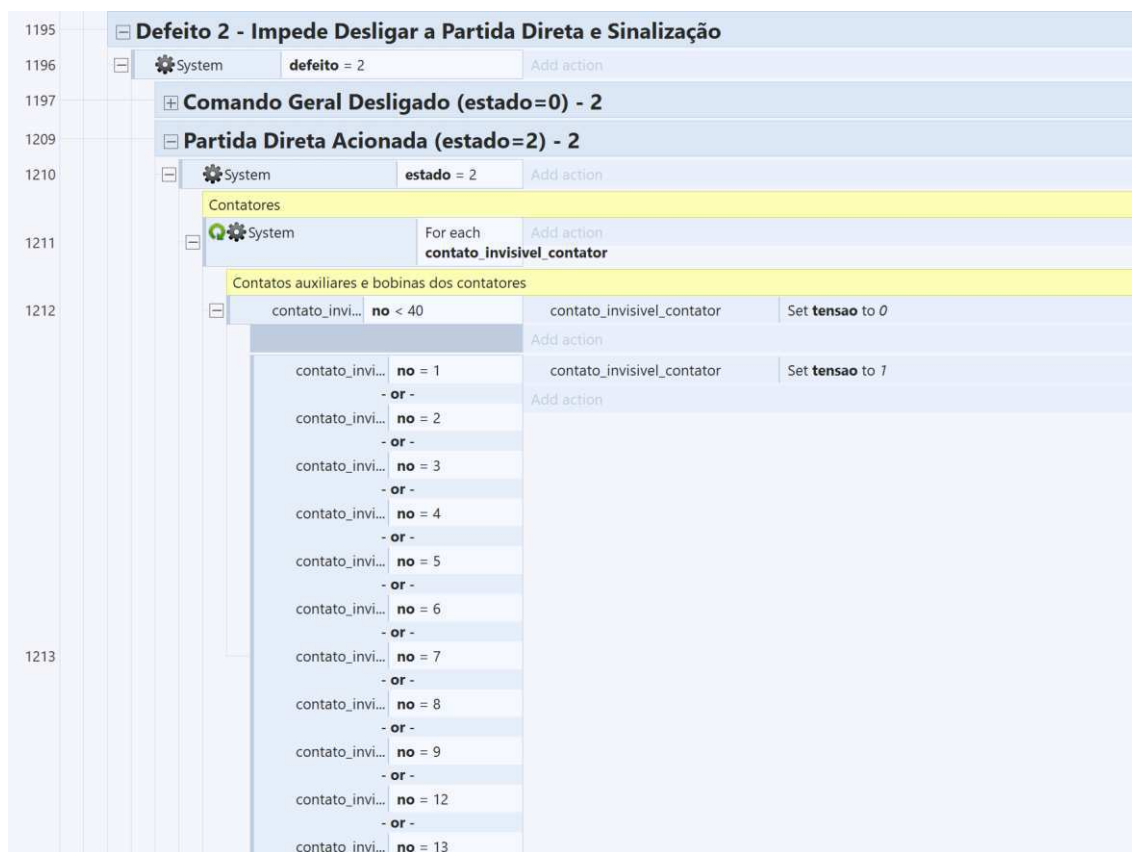 1195 Defeito 2 - Impede Desligar a Partida Direta e Sinalização
1196 System defeito = 2 Add action
1197 Comando Geral Desligado (estado=0) - 2
1209 Partida Direta Acionada (estado=2) - 2
1210 System estado = 2 Add action
Contatores
1211 System For each Add action
contato_invisivel_contator
Contatos auxiliares e bobinas dos contatores
1212 contato_invi... no < 40 contato_invisivel_contator Set tensao to 0
Add action
contato_invi... no = 1 contato_invisivel_contator Set tensao to 1
- or - Add action
contato_invi... no = 2
- or -
contato_invi... no = 3
- or -
contato_invi... no = 4
- or -
contato_invi... no = 5
- or -
contato_invi... no = 6
- or -
1213 contato_invi... no = 7
- or -
contato_invi... no = 8
- or -
contato_invi... no = 9
- or -
contato_invi... no = 12
- or -
contato_invi... no = 13